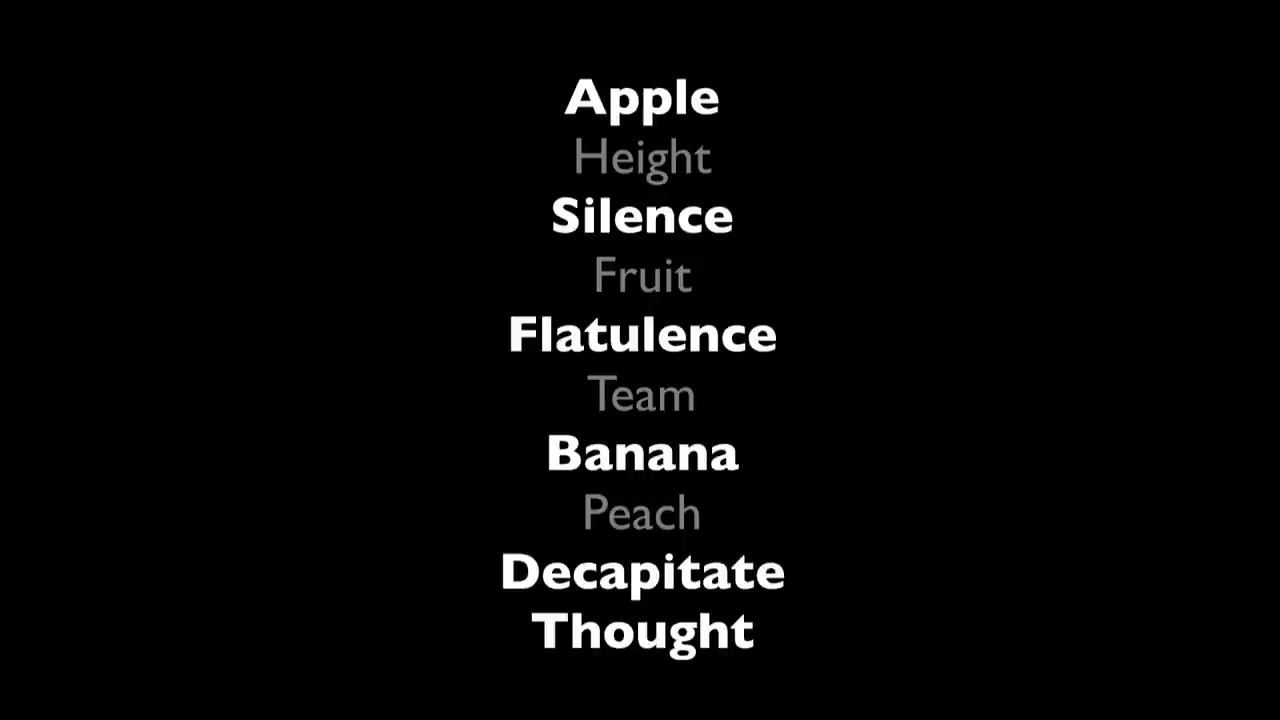 Apple
Height
Silence
Fruit
Flatulence
Team
Banana
Peach
Decapitate
Thought